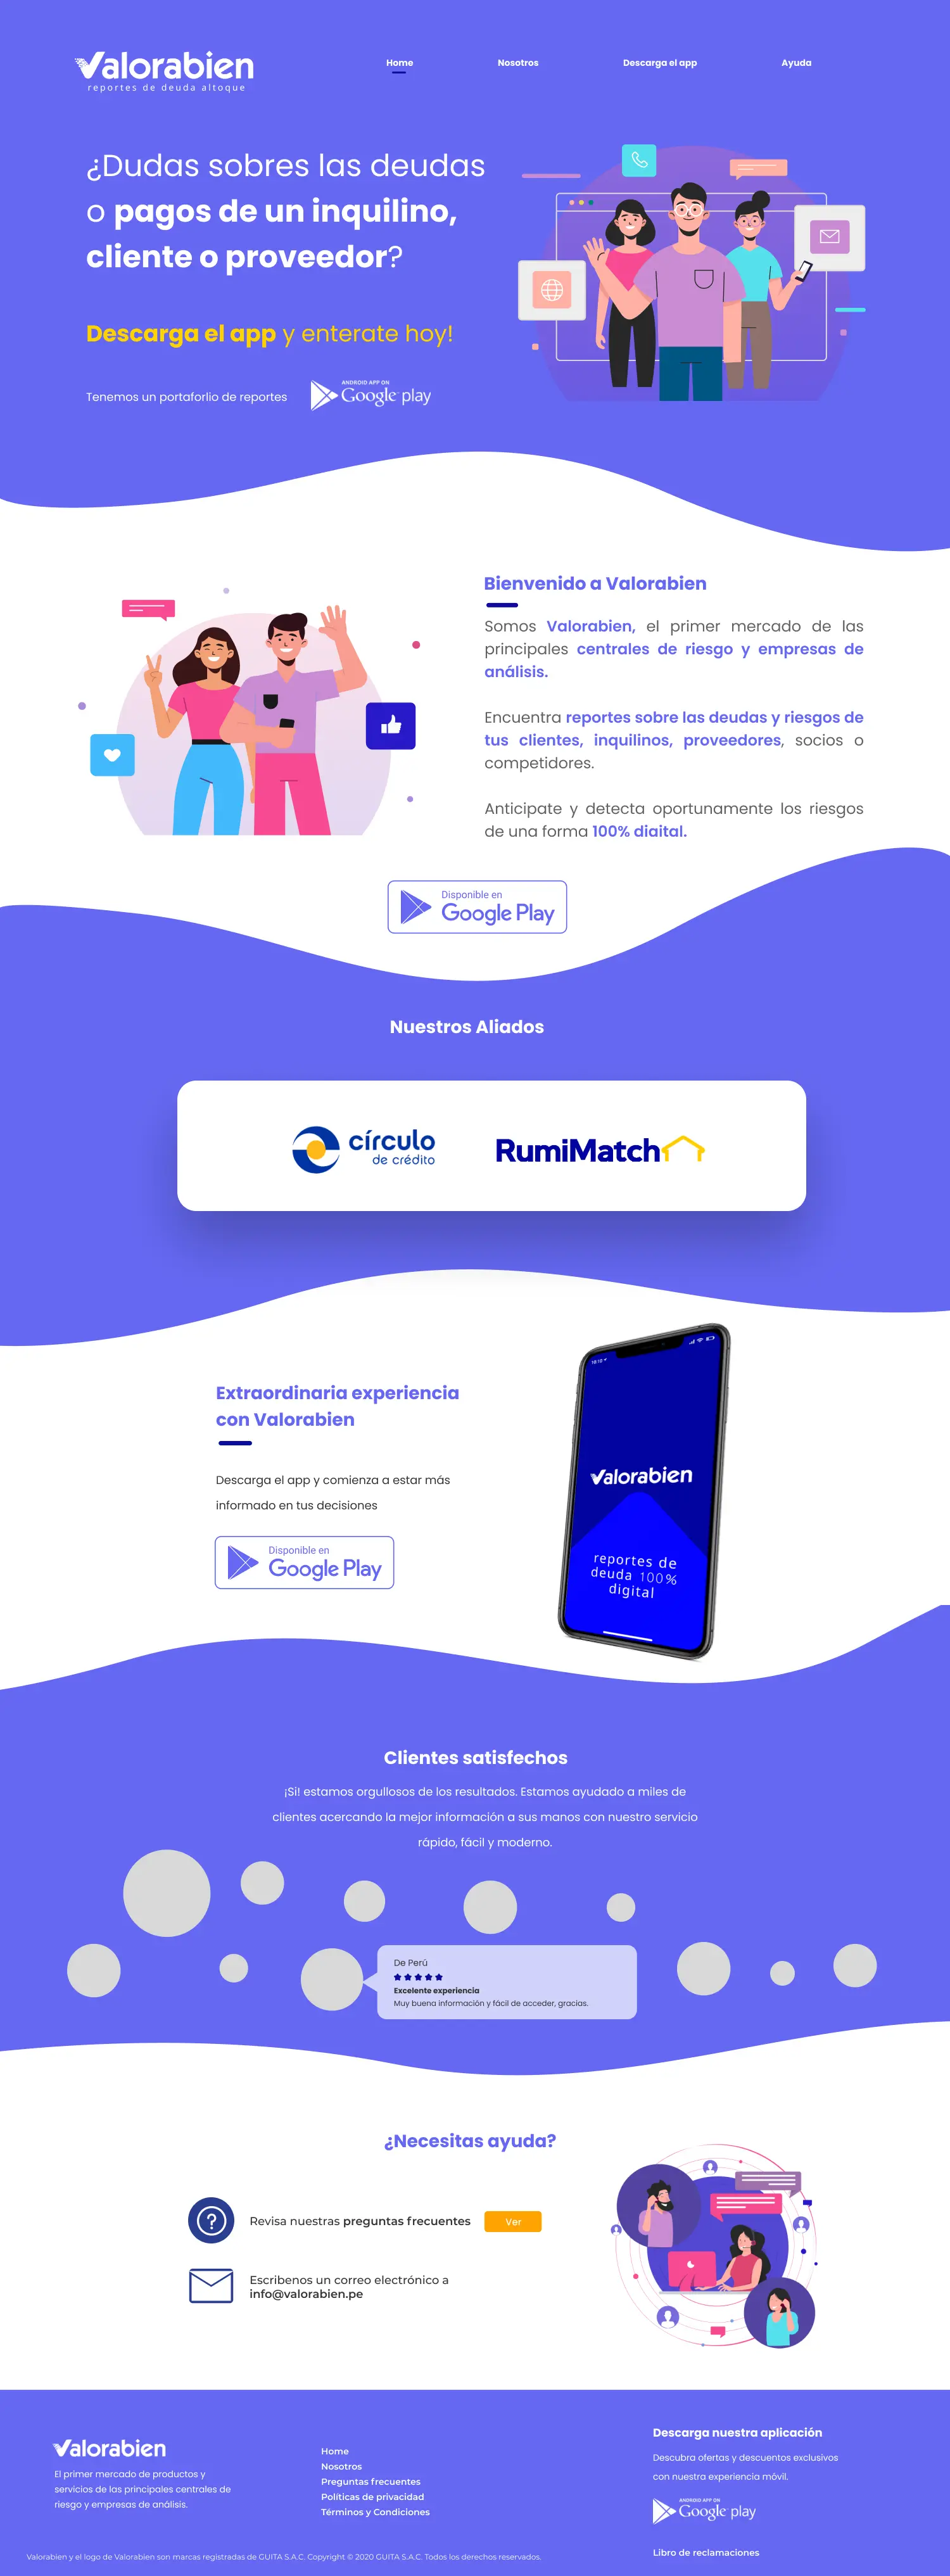 Valorabien
reportes de deuda altoque
Home
Nosotros
Descarga el app
Ayuda
¿Dudas sobres las deudas
o pagos de un inquilino,
cliente o proveedor?
Descarga el app y enterate hoy!
Tenemos un portaforlio de reportes
ANDROID APP ON
Google play
Bienvenido a Valorabien
Somos Valorabien, el primer mercado de las
principales centrales de riesgo y empresas de
análisis.
Encuentra reportes sobre las deudas y riesgos de
tus clientes, inquilinos, proveedores, socios o
competidores.
Anticipate y detecta oportunamente los riesgos
de una forma 100% diaital.
Disponible en
Google Play
Nuestros Aliados
círculo
de crédito
RumiMatch
Extraordinaria experiencia
con Valorabien
Descarga el app y comienza a estar más
informado en tus decisiones
Disponible en
Google Play
10:10
Valorabien
reportes de
deuda 100%
digital
Clientes satisfechos
¡Si! estamos orgullosos de los resultados. Estamos ayudado a miles de
clientes acercando la mejor información a sus manos con nuestro servicio
rápido, fácil y moderno.
De Perú
Excelente experiencia
Muy buena información y fácil de acceder, gracias.
¿Necesitas ayuda?
Revisa nuestras preguntas frecuentes
Ver
Escribenos un correo electrónico a
info@valorabien.pe
Valorabien
El primer mercado de productos y
servicios de las principales centrales de
riesgo y empresas de análisis.
Home
Nosotros
Preguntas frecuentes
Políticas de privacidad
Términos y Condiciones
Descarga nuestra aplicación
Descubra ofertas y descuentos exclusivos
con nuestra experiencia móvil.
ANDROID APP ON
Google play
Libro de reclamaciones
Valorabien y el logo de Valorabien son marcas registradas de GUITA S.A.C. Copyright © 2020 GUITA S.A.C. Todos los derechos reservados.